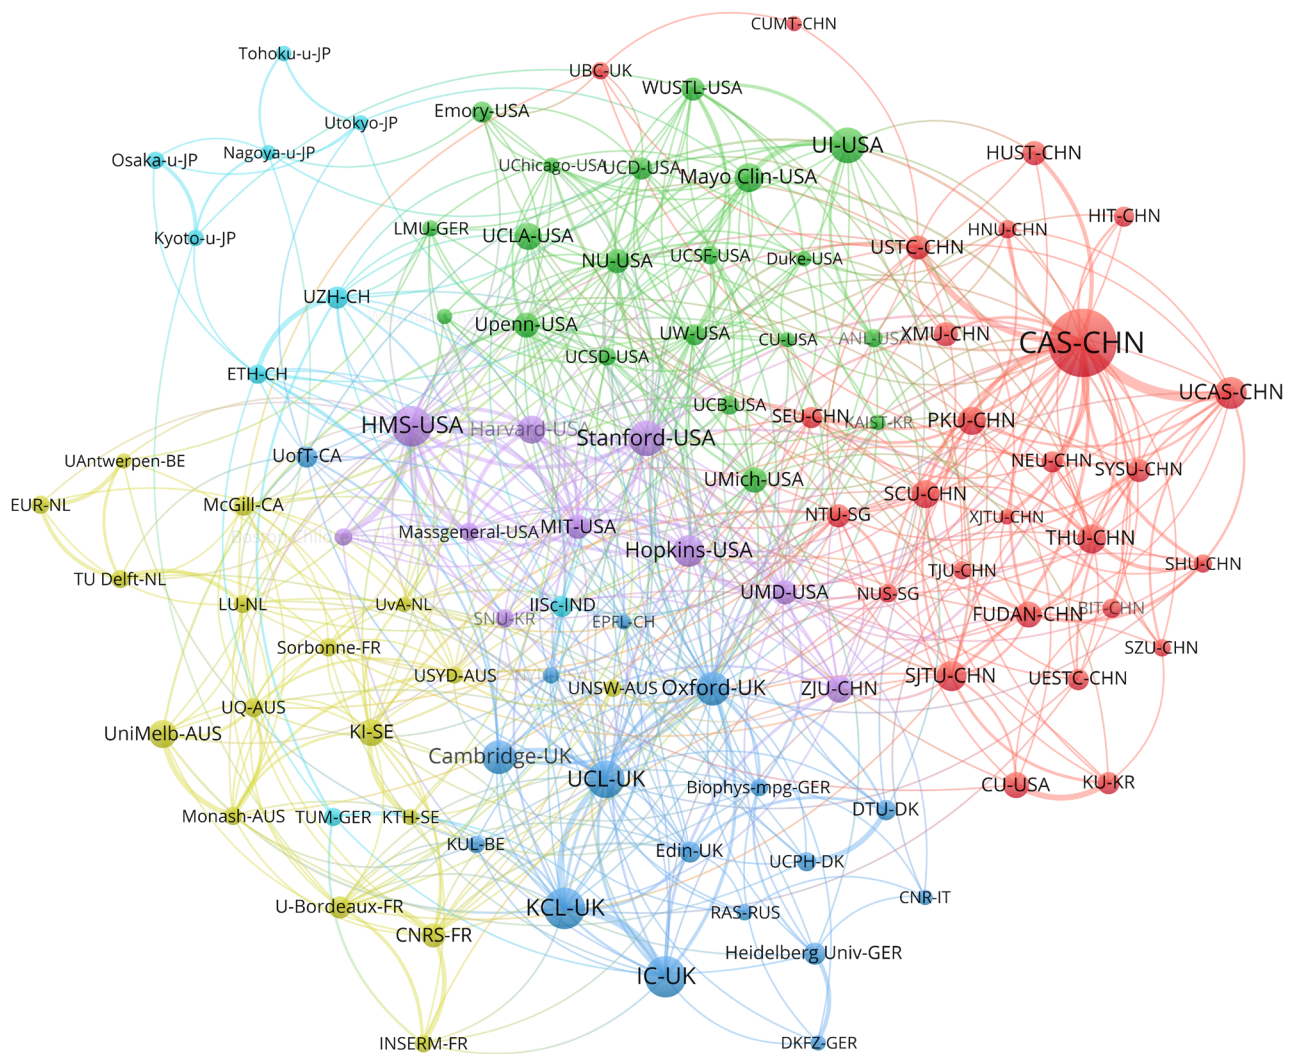 CUMT-CHN
Tohoku-u-JP
UBC-UK
WUSTL-USA
Emory-USA
Utokyo-JP
UI-USA
Osaka-u-JP
Nagoya-u-JP
HUST-CHN
UChicago-USA
UCD-USA
Mayo Clin-USA
HIT-CHN
LMU-GER
HNU-CHN
Kyoto-u-JP
UCLA-USA
USTC-CHN
NU-USA
UCSF-USA
Duke-USA
UZH-CH
Upenn-USA
UW-USA
CU-USA
ANL-USA
XMU-CHN
CAS-CHN
UCSD-USA
ETH-CH
UCAS-CHN
UCB-USA
SEU-CHN
KAIST-KR
PKU-CHN
HMS-USA
Harvard-USA
Stanford-USA
UofT-CA
UAntwerpen-BE
NEU-CHN
SYSU-CHN
UMich-USA
SCU-CHN
EUR-NL
McGill-CA
NTU-SG
XJTU-CHN
Massgeneral-USA
MIT-USA
THU-CHN
Hopkins-USA
SHU-CHN
TU Delft-NL
TJU-CHN
UMD-USA
NUS-SG
LU-NL
UvA-NL
IISc-IND
BIT-CHN
SNU-KR
EPFL-CH
FUDAN-CHN
Sorbonne-FR
SZU-CHN
USYD-AUS
SJTU-CHN
UESTC-CHN
UNSW-AUS
Oxford-UK
ZJU-CHN
UQ-AUS
UniMelb-AUS
KI-SE
Cambridge-UK
UCL-UK
Biophys-mpg-GER
CU-USA
KU-KR
DTU-DK
Monash-AUS
TUM-GER
KTH-SE
KUL-BE
Edin-UK
UCPH-DK
CNR-IT
U-Bordeaux-FR
KCL-UK
RAS-RUS
CNRS-FR
Heidelberg Univ-GER
IC-UK
INSERM-FR
DKFZ-GER